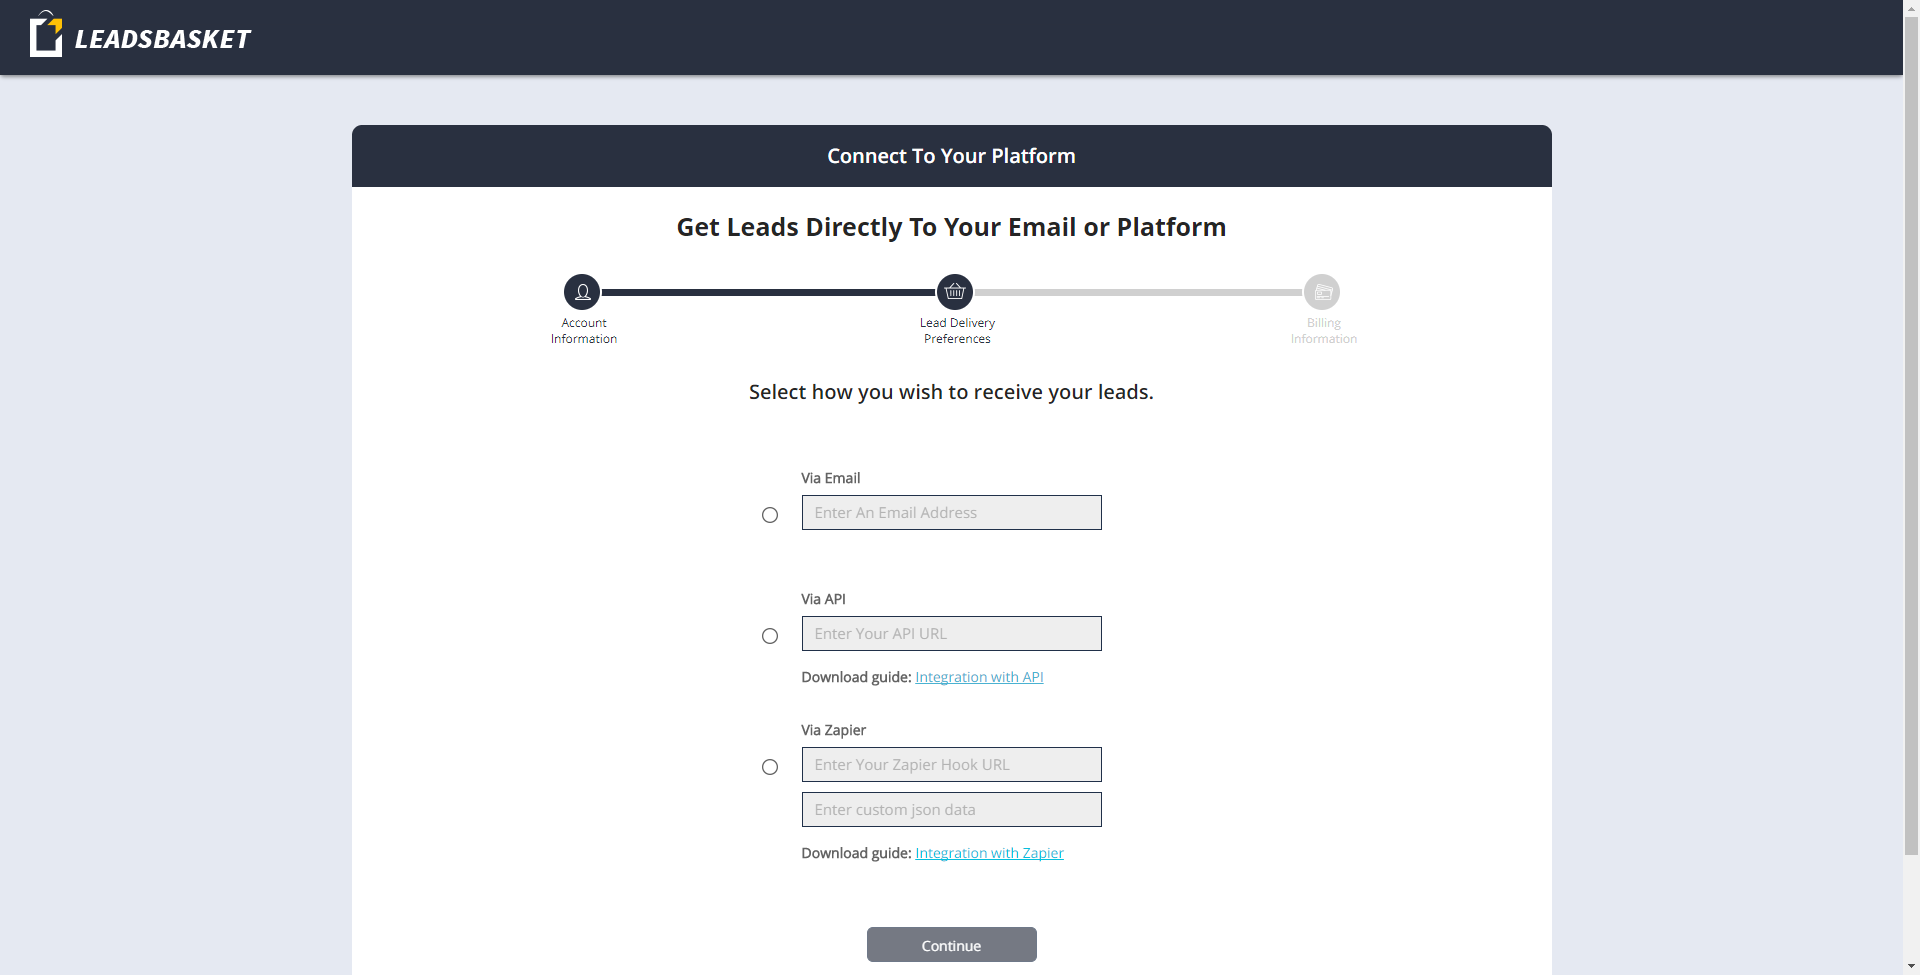 LEADSBASKET
Connect To Your Platform
Get Leads Directly To Your Email or Platform
Account
Information
Lead Delivery
Preferences
Billing
Information
Select how you wish to receive your leads.
Via Email
Enter An Email Address
Via API
Enter Your API URL
Download guide: Integration with API
Via Zapier
Enter Your Zapier Hook URL
Enter custom json data
Download guide: Integration with Zapier
Continue